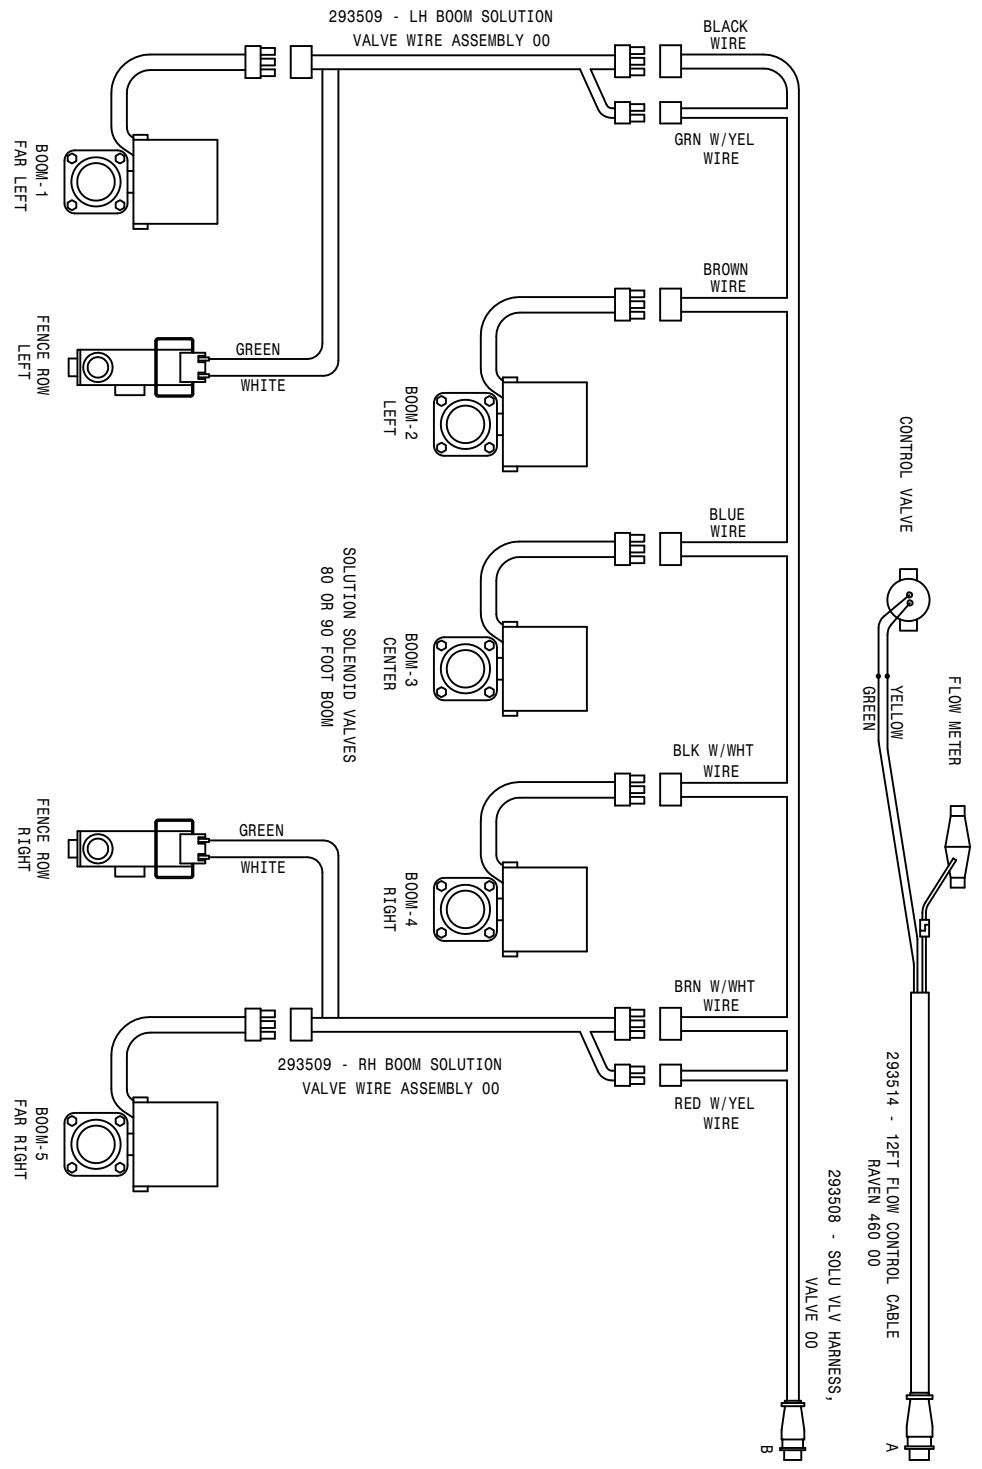 293509 - LH BOOM SOLUTION
VALVE WIRE ASSEMBLY 00
BLACK
WIRE
GRN W/YEL
WIRE
BOOM-1
FAR LEFT
BROWN
WIRE
FENCE ROW
LEFT
GREEN
WHITE
BOOM-2
LEFT
CONTROL VALVE
BLUE
WIRE
SOLUTION SOLENOID VALVES
80 OR 90 FOOT BOOM
BOOM-3
CENTER
YELLOW
GREEN
FLOW METER
BLK W/WHT
WIRE
FENCE ROW
RIGHT
GREEN
WHITE
BOOM-4
RIGHT
BRN W/WHT
WIRE
293509 - RH BOOM SOLUTION
VALVE WIRE ASSEMBLY 00
RED W/YEL
WIRE
BOOM-5
FAR RIGHT
293514 - 12FT FLOW CONTROL CABLE
RAVEN 460 00
293508 - SOLU VLV HARNESS,
VALVE 00
A
B